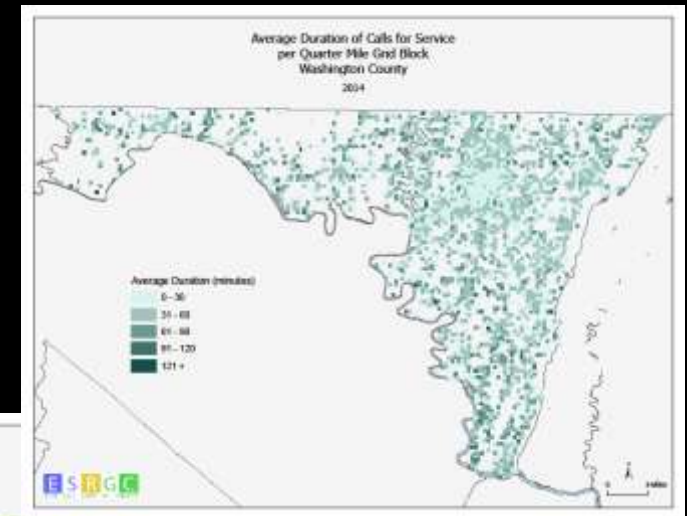 Average Duration of Calls for Service
per Quarter Mile Grid Block
Washington County
2014
Average Duration (minutes)
0 - 30
31 - 60
61 - 90
91 - 120
121 +
E S R G C